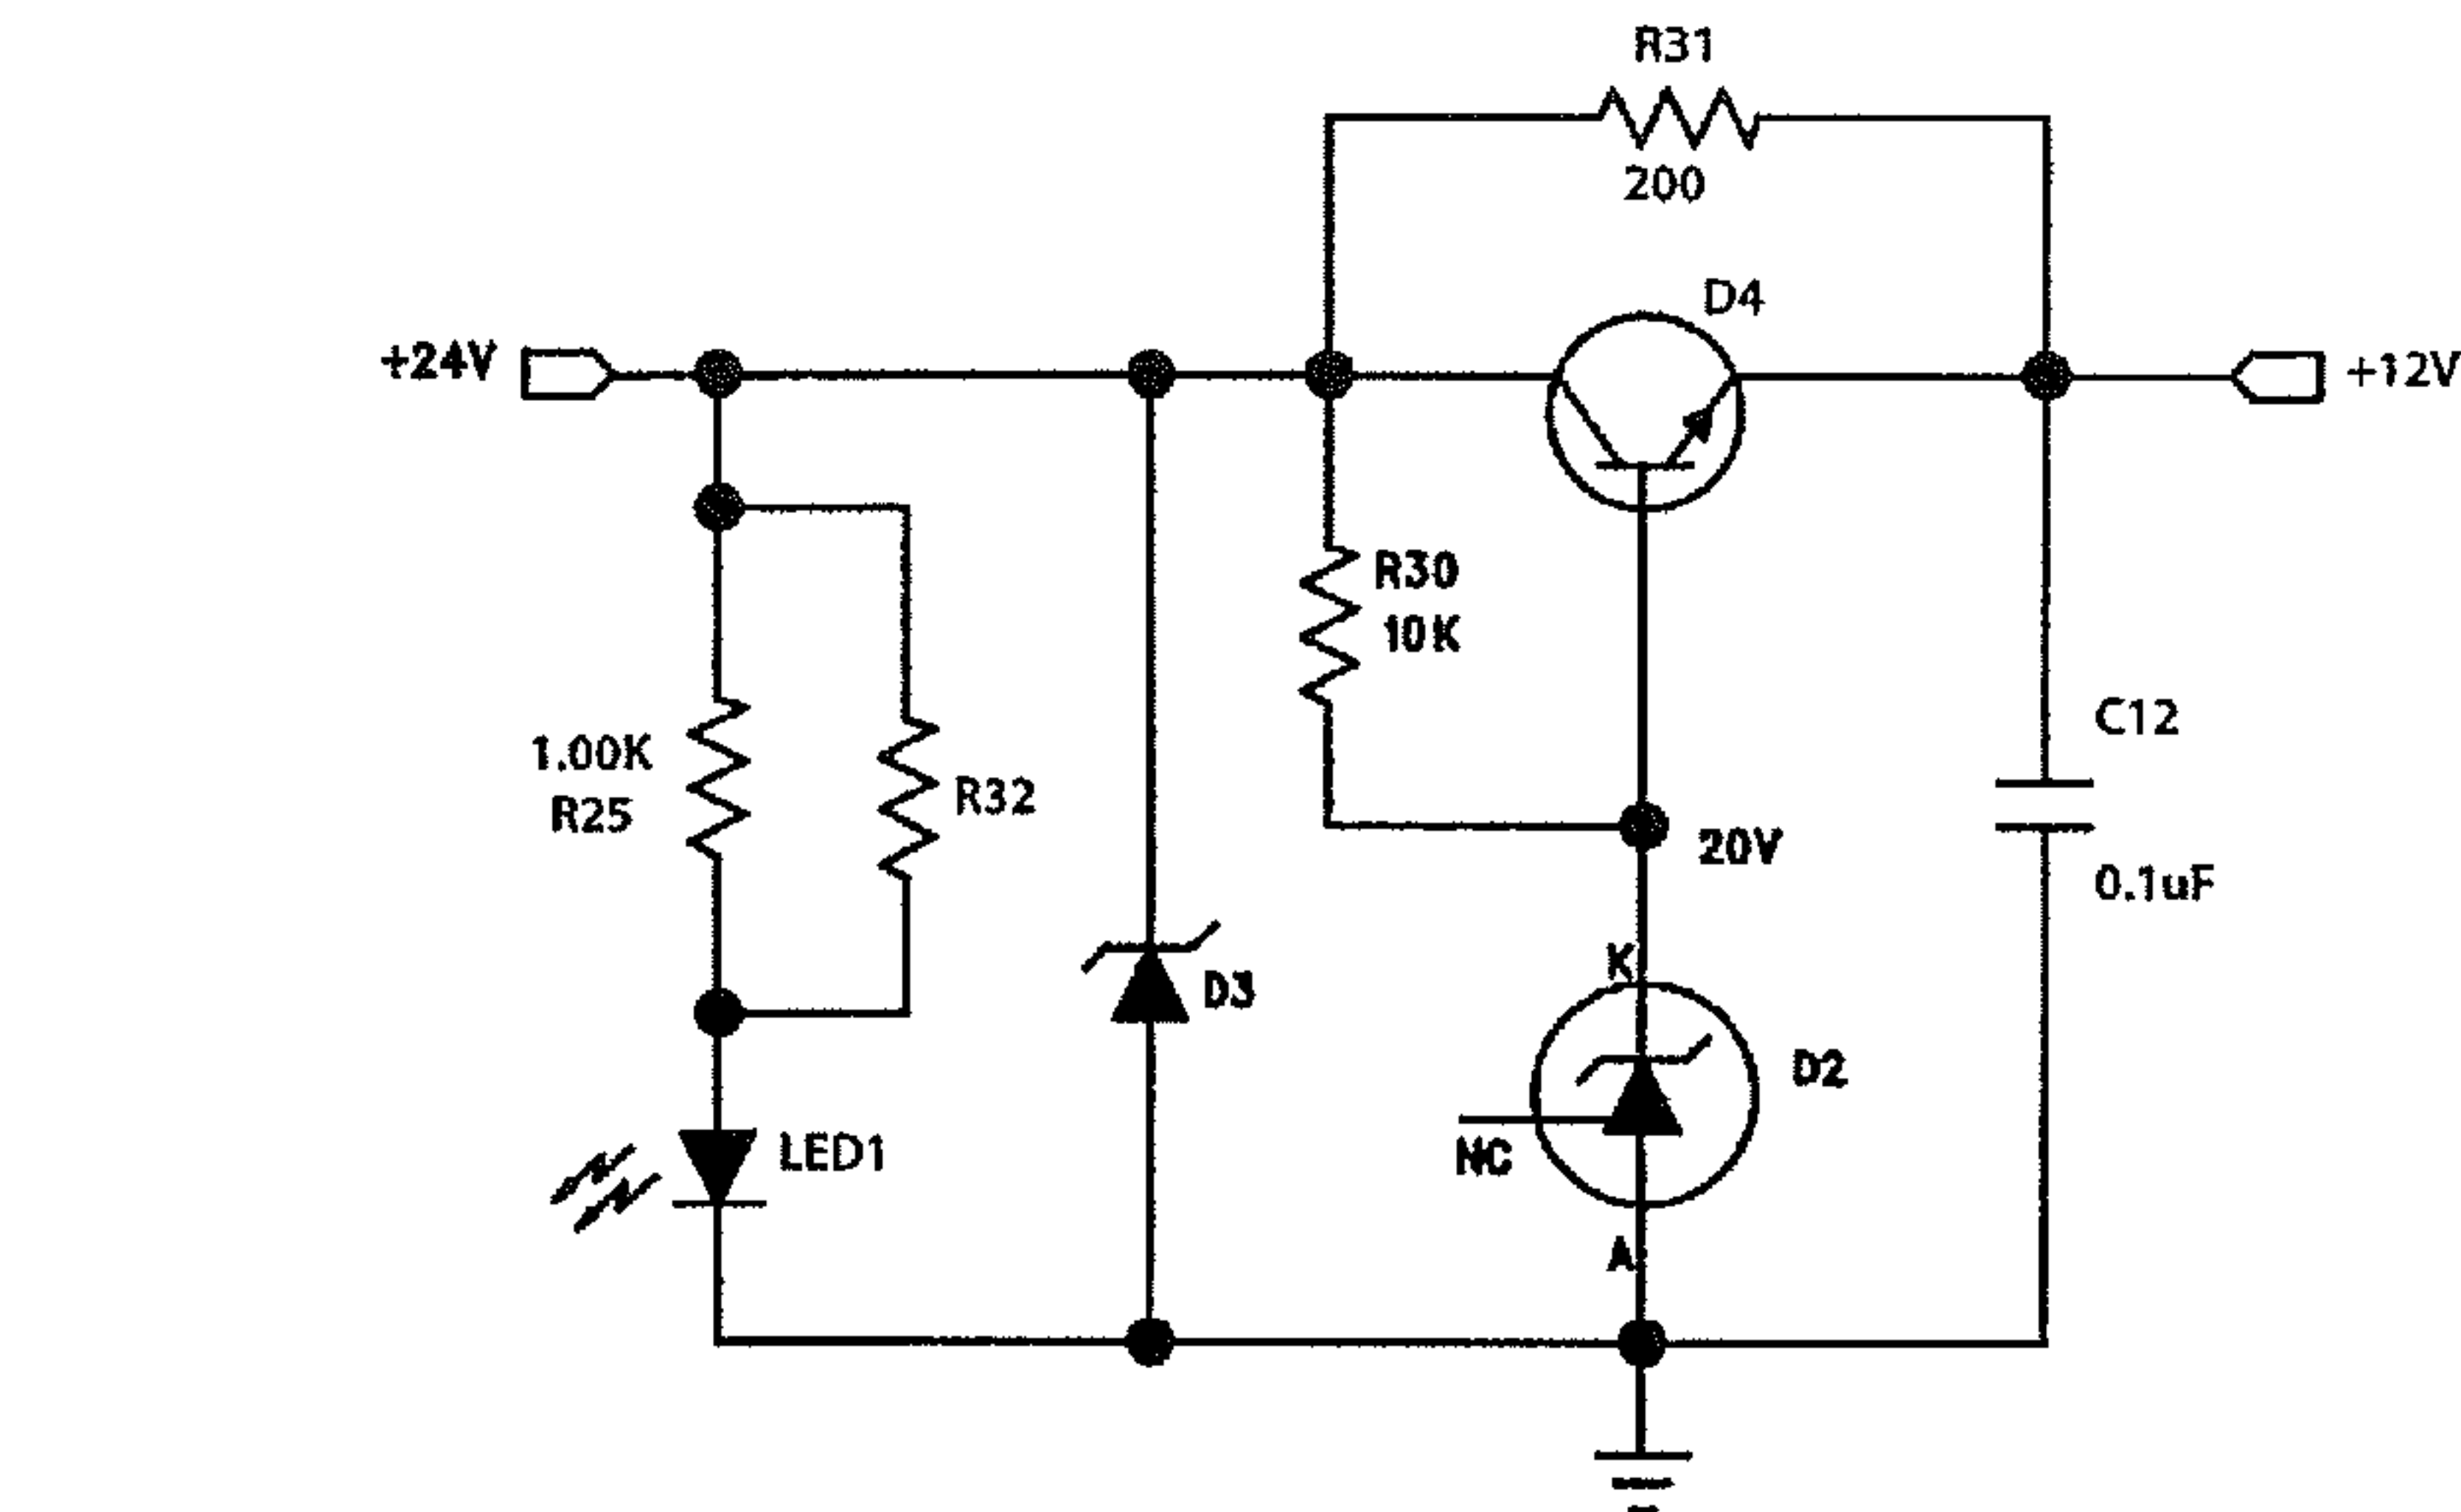 R31
200
D4
+24V
+12V
R30
10K
C12
1.00K
R25
R32
20V
0.1uF
K
D3
D2
LED1
NC
A